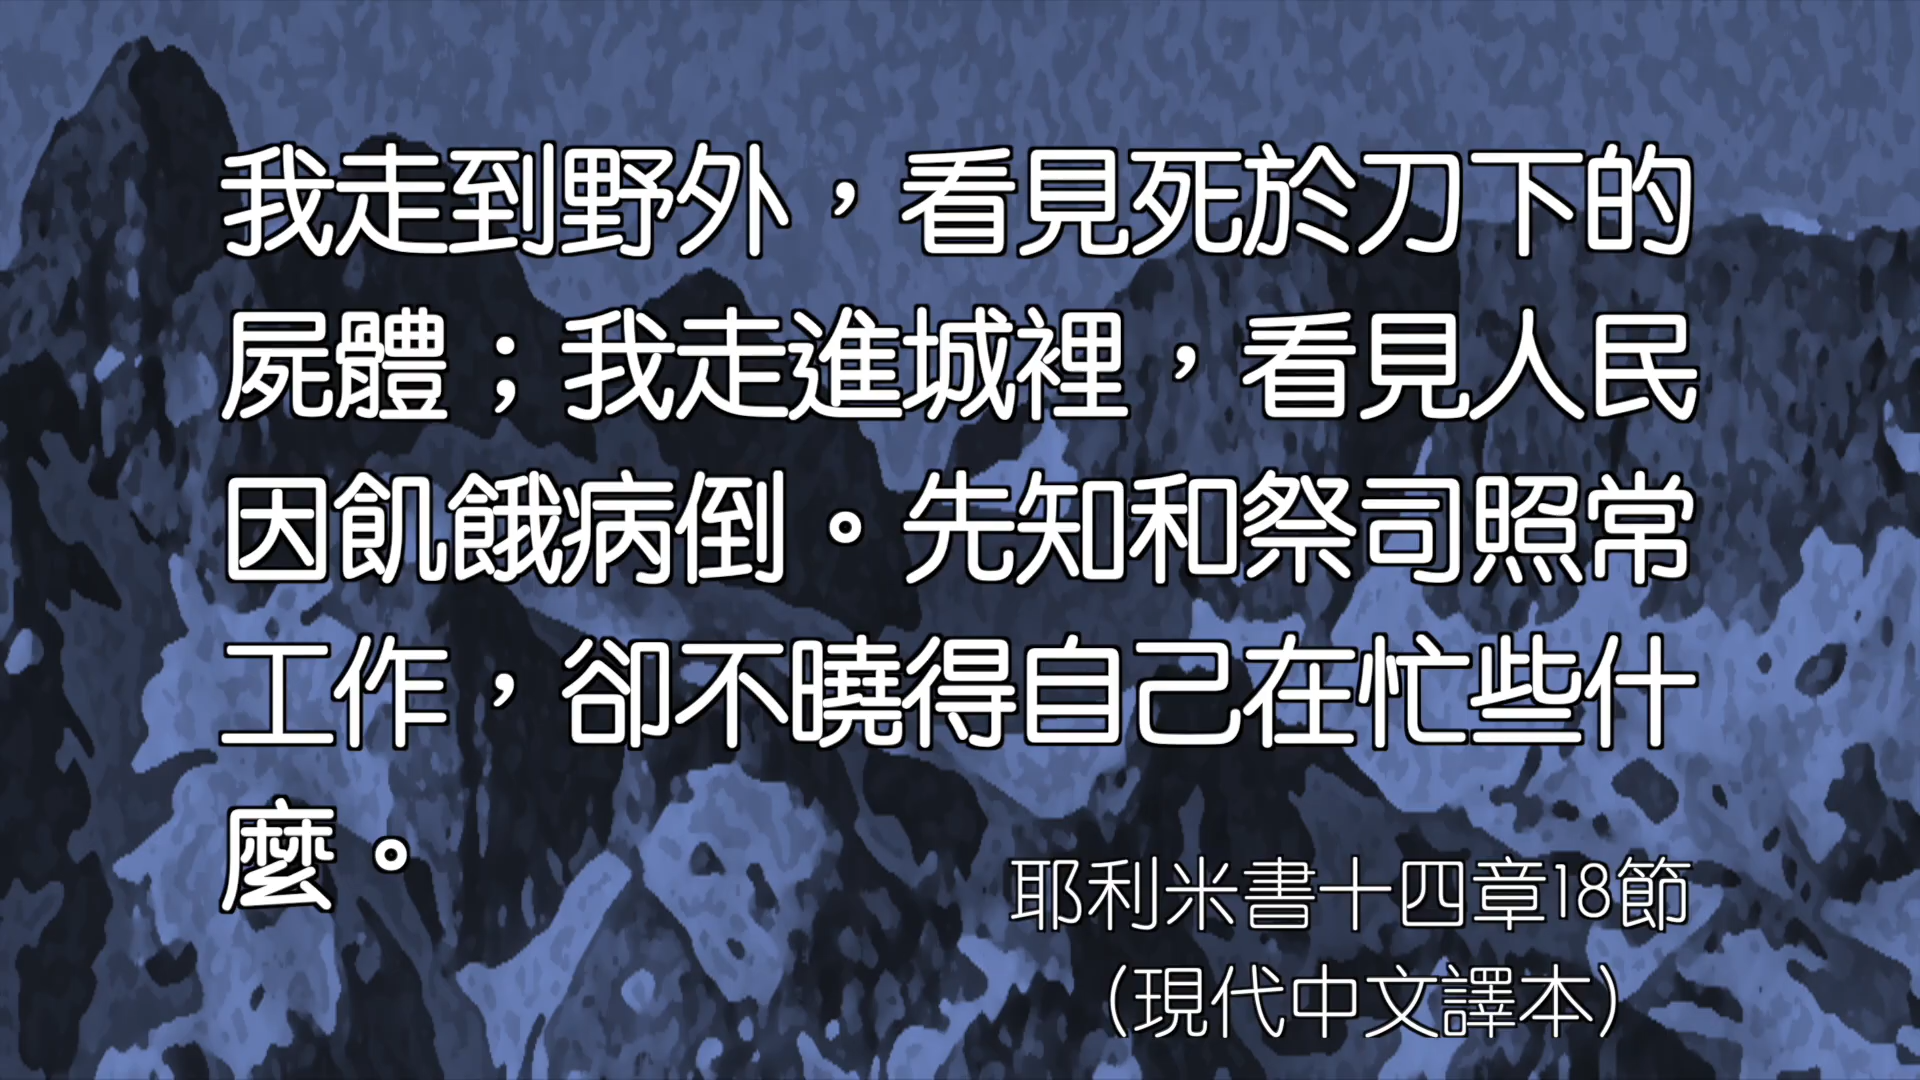 我走到野外，看見死於刀下的
屍體；我走進城裡，看見人民
因飢餓病倒。先知和祭司照常
工作，卻不曉得自己在忙些什
麼。
耶利米書十四章18節
（現代中文譯本）